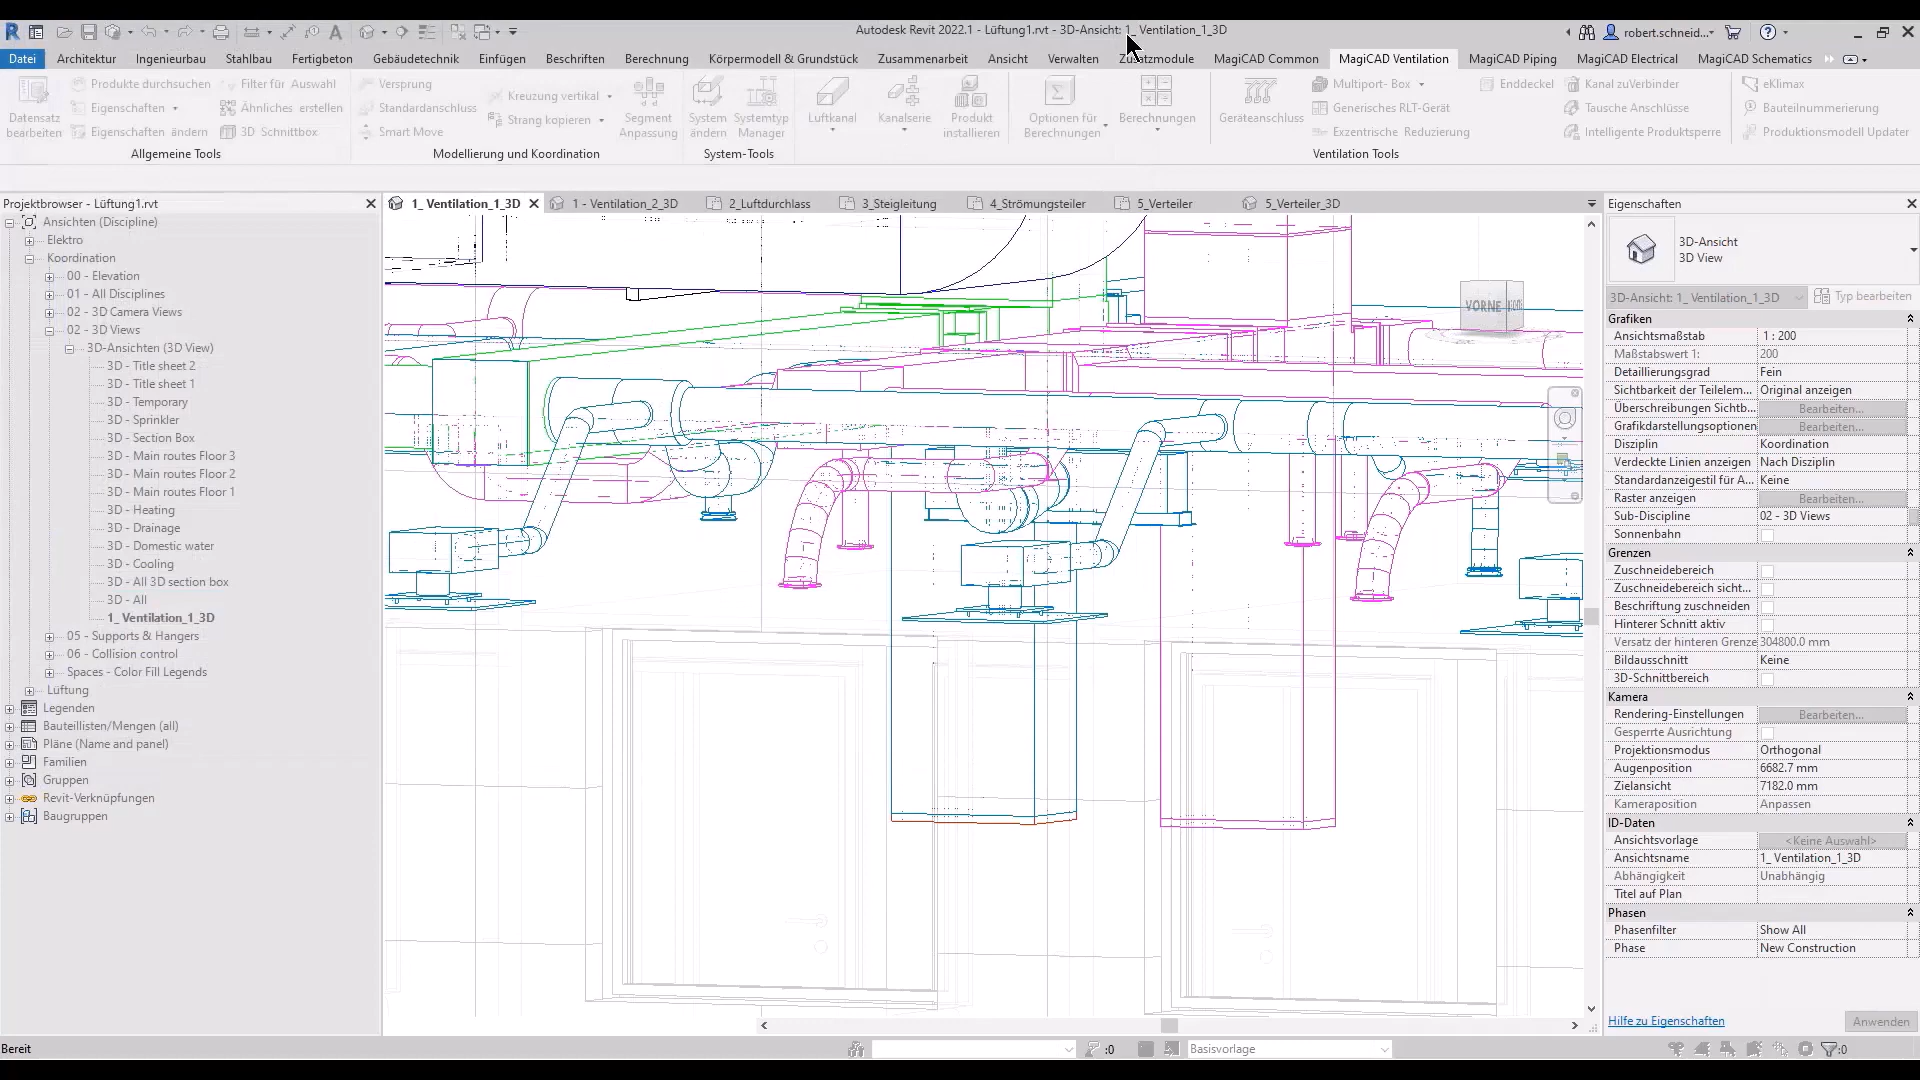 Autodesk Revit 2022.1 - Lüftung1.rvt - 3D-Ansicht: 1_ Ventilation_1_3D
robert.schneid...
Datei Architektur Ingenieurbau Stahlbau Fertigbeton Gebäudetechnik Einfügen Beschriften Berechnung Körpermodell & Grundstück Zusammenarbeit Ansicht Verwalten Zusatzmodule MagiCAD Common MagiCAD Ventilation MagiCAD Piping MagiCAD Electrical MagiCAD Schematics
Datensatz bearbeiten
Produkte durchsuchen
Eigenschaften
Eigenschaften ändern
Filter für Auswahl
Ähnliches erstellen
3D Schnittbox
Allgemeine Tools
Versprung
Standardanschluss
Smart Move
Kreuzung vertikal
Strang kopieren
Segment Anpassung
Modellierung und Koordination
System ändern
Systemtyp Manager
System-Tools
Luftkanal
Kanalserie
Produkt installieren
Optionen für Berechnungen
Berechnungen
Geräteanschluss
Multiport- Box
Generisches RLT-Gerät
Exzentrische Reduzierung
Enddeckel
Kanal zuVerbinder
Tausche Anschlüsse
Intelligente Produktsperre
eKlimax
Bauteilnummerierung
Produktionsmodell Updater
Ventilation Tools
Projektbrowser - Lüftung1.rvt
1_ Ventilation_1_3D
1 - Ventilation_2_3D
2_Luftdurchlass
3_Steigleitung
4_Strömungsteiler
5_Verteiler
5_Verteiler_3D
Ansichten (Discipline)
Elektro
Koordination
00 - Elevation
01 - All Disciplines
02 - 3D Camera Views
02 - 3D Views
3D-Ansichten (3D View)
3D - Title sheet 2
3D - Title sheet 1
3D - Temporary
3D - Sprinkler
3D - Section Box
3D - Main routes Floor 3
3D - Main routes Floor 2
3D - Main routes Floor 1
3D - Heating
3D - Drainage
3D - Domestic water
3D - Cooling
3D - All 3D section box
3D - All
1_ Ventilation_1_3D
05 - Supports & Hangers
06 - Collision control
Spaces - Color Fill Legends
Lüftung
Legenden
Bauteillisten/Mengen (all)
Pläne (Name and panel)
Familien
Gruppen
Revit-Verknüpfungen
Baugruppen
VORNE
Eigenschaften
3D-Ansicht
3D View
3D-Ansicht: 1_ Ventilation_1_3D Typ bearbeiten
Grafiken
Ansichtsmaßstab 1 : 200
Maßstabswert 1: 200
Detaillierungsgrad Fein
Sichtbarkeit der Teilelem... Original anzeigen
Überschreibungen Sichtb... Bearbeiten...
Grafikdarstellungsoptionen Bearbeiten...
Disziplin Koordination
Verdeckte Linien anzeigen Nach Disziplin
Standardanzeigestil für A... Keine
Raster anzeigen Bearbeiten...
Sub-Discipline 02 - 3D Views
Sonnenbahn
Grenzen
Zuschneidebereich
Zuschneidebereich sicht...
Beschriftung zuschneiden
Hinterer Schnitt aktiv
Versatz der hinteren Grenze 304800.0 mm
Bildausschnitt Keine
3D-Schnittbereich
Kamera
Rendering-Einstellungen Bearbeiten...
Gesperrte Ausrichtung
Projektionsmodus Orthogonal
Augenposition 6682.7 mm
Zielansicht 7182.0 mm
Kameraposition Anpassen
ID-Daten
Ansichtsvorlage <Keine Auswahl>
Ansichtsname 1_ Ventilation_1_3D
Abhängigkeit Unabhängig
Titel auf Plan
Phasen
Phasenfilter Show All
Phase New Construction
Hilfe zu Eigenschaften Anwenden
Bereit :0 Basisvorlage :0